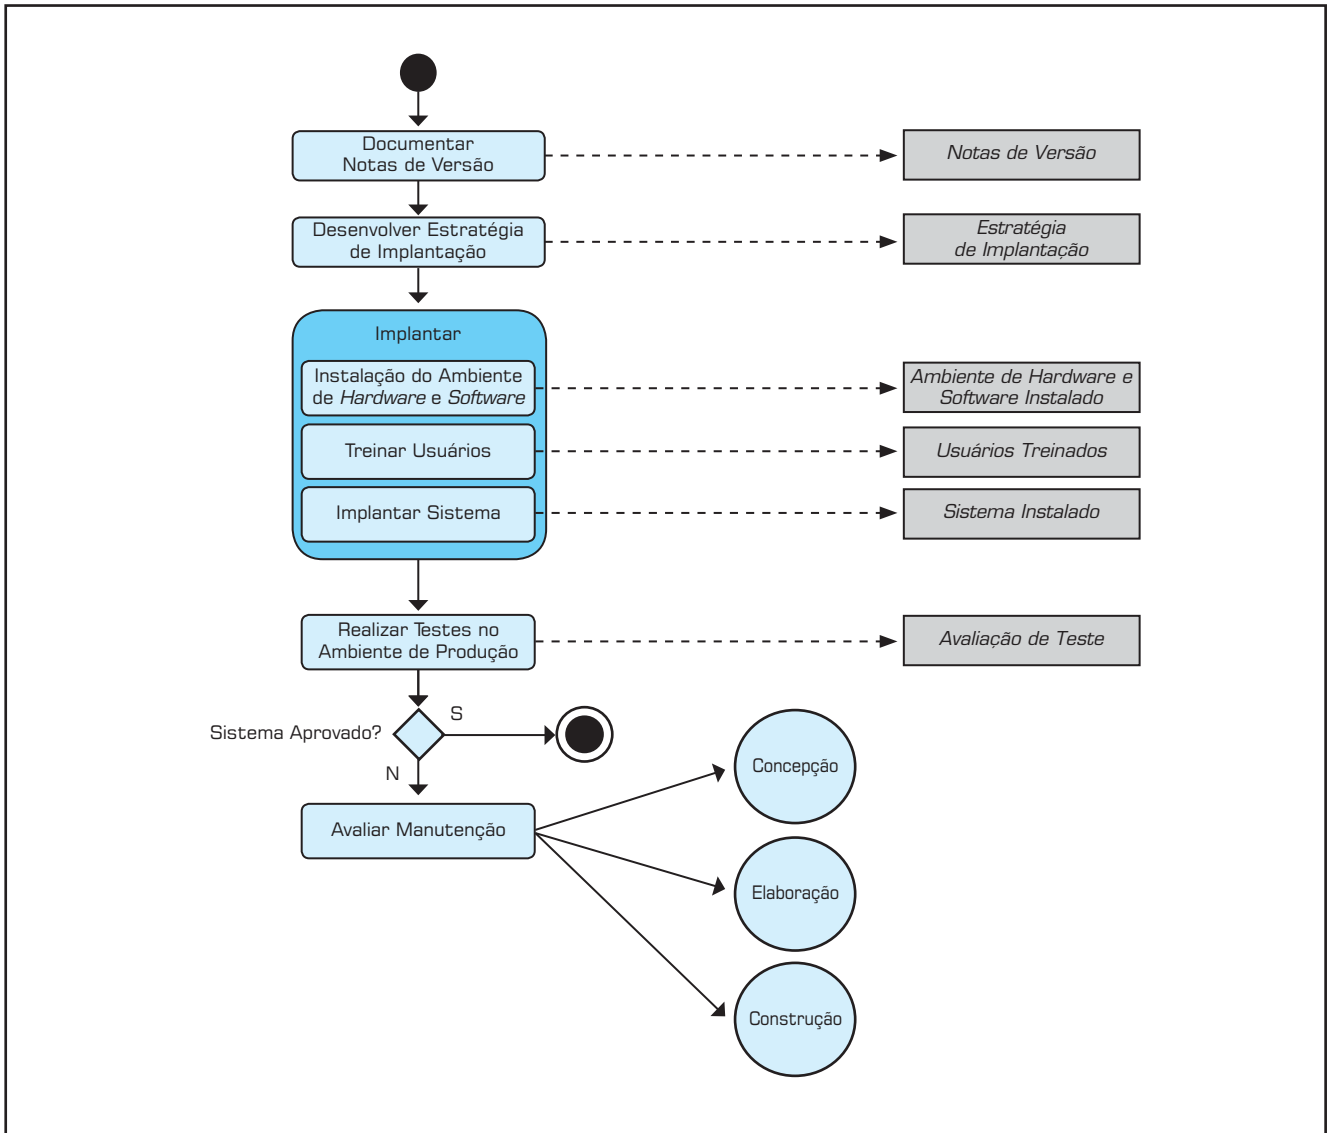 Documentar
Notas de Versão
Notas de Versão
Desenvolver Estratégia
de Implantação
Estratégia
de Implantação
Implantar
Instalação do Ambiente
de Hardware e Software
Ambiente de Hardware e
Software Instalado
Treinar Usuários
Usuários Treinados
Implantar Sistema
Sistema Instalado
Realizar Testes no
Ambiente de Produção
Avaliação de Teste
Sistema Aprovado?
S
N
Avaliar Manutenção
Concepção
Elaboração
Construção